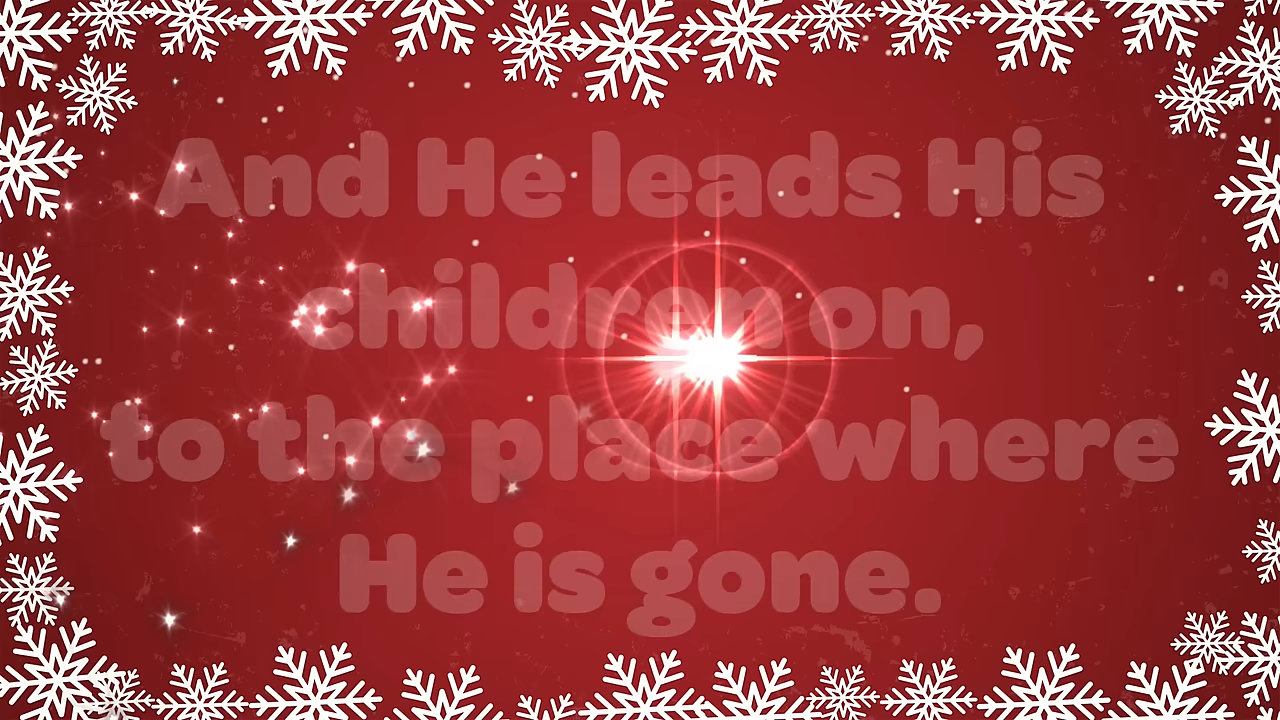 And He leads His
children on,
to the place where
He is gone.